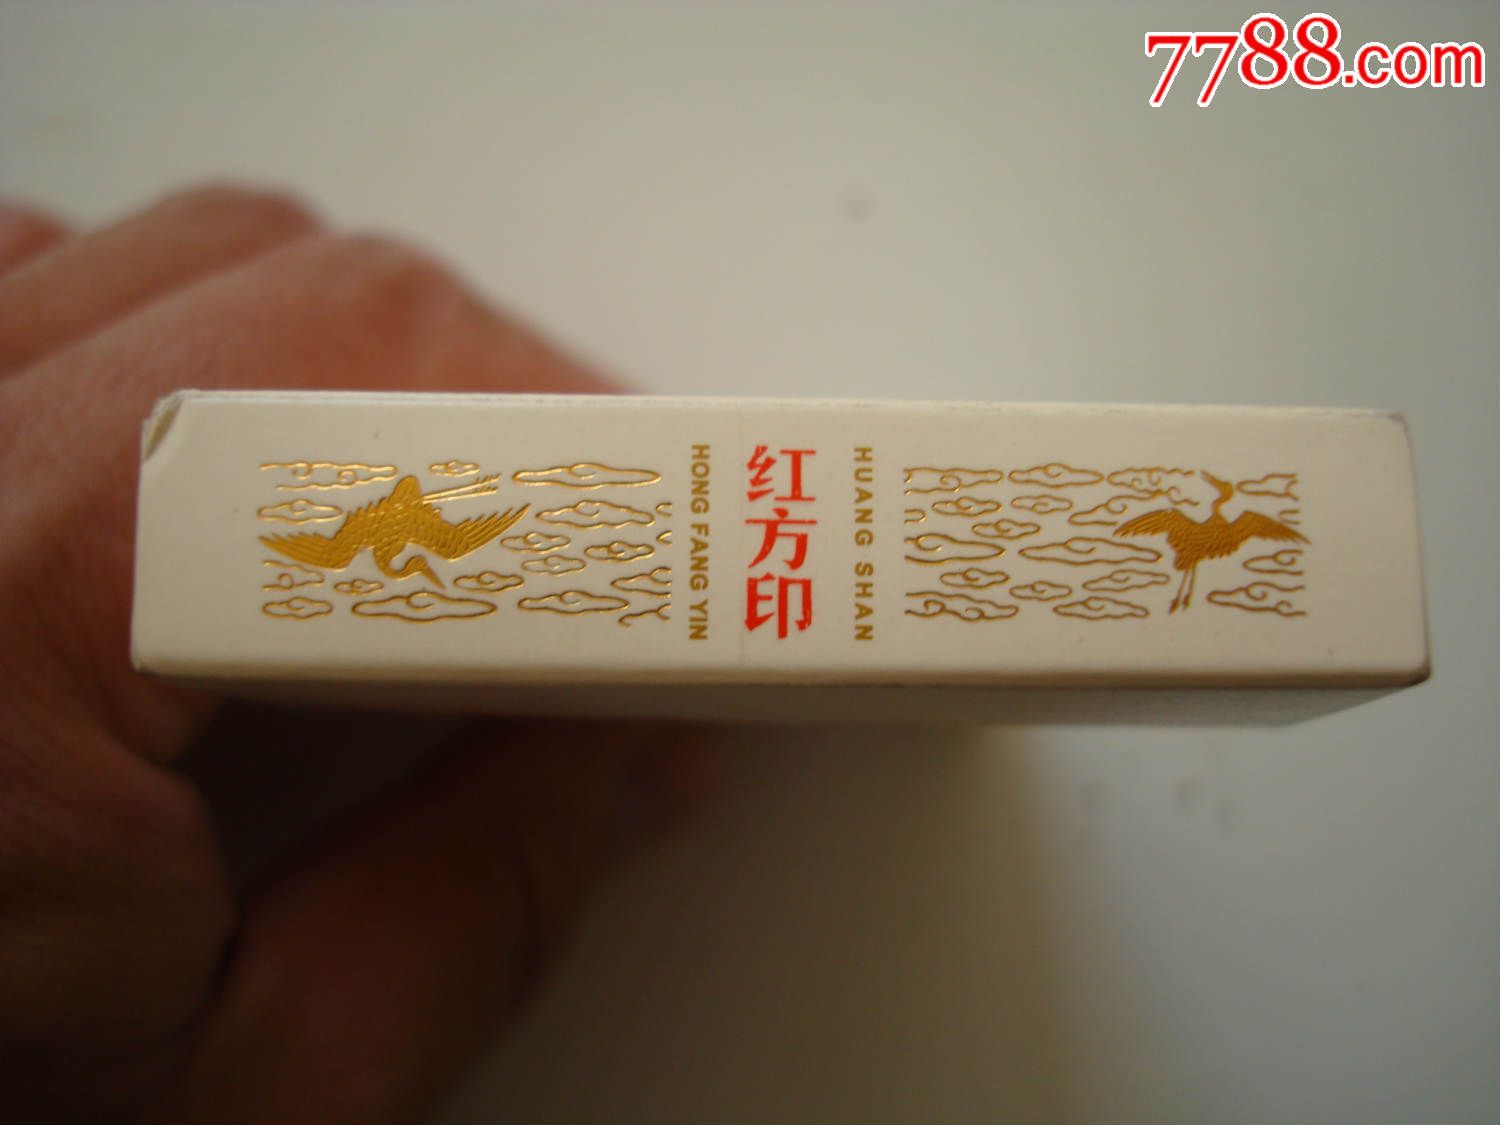 7788.com
HONG FANG YIN
红方印
HUANG SHAN